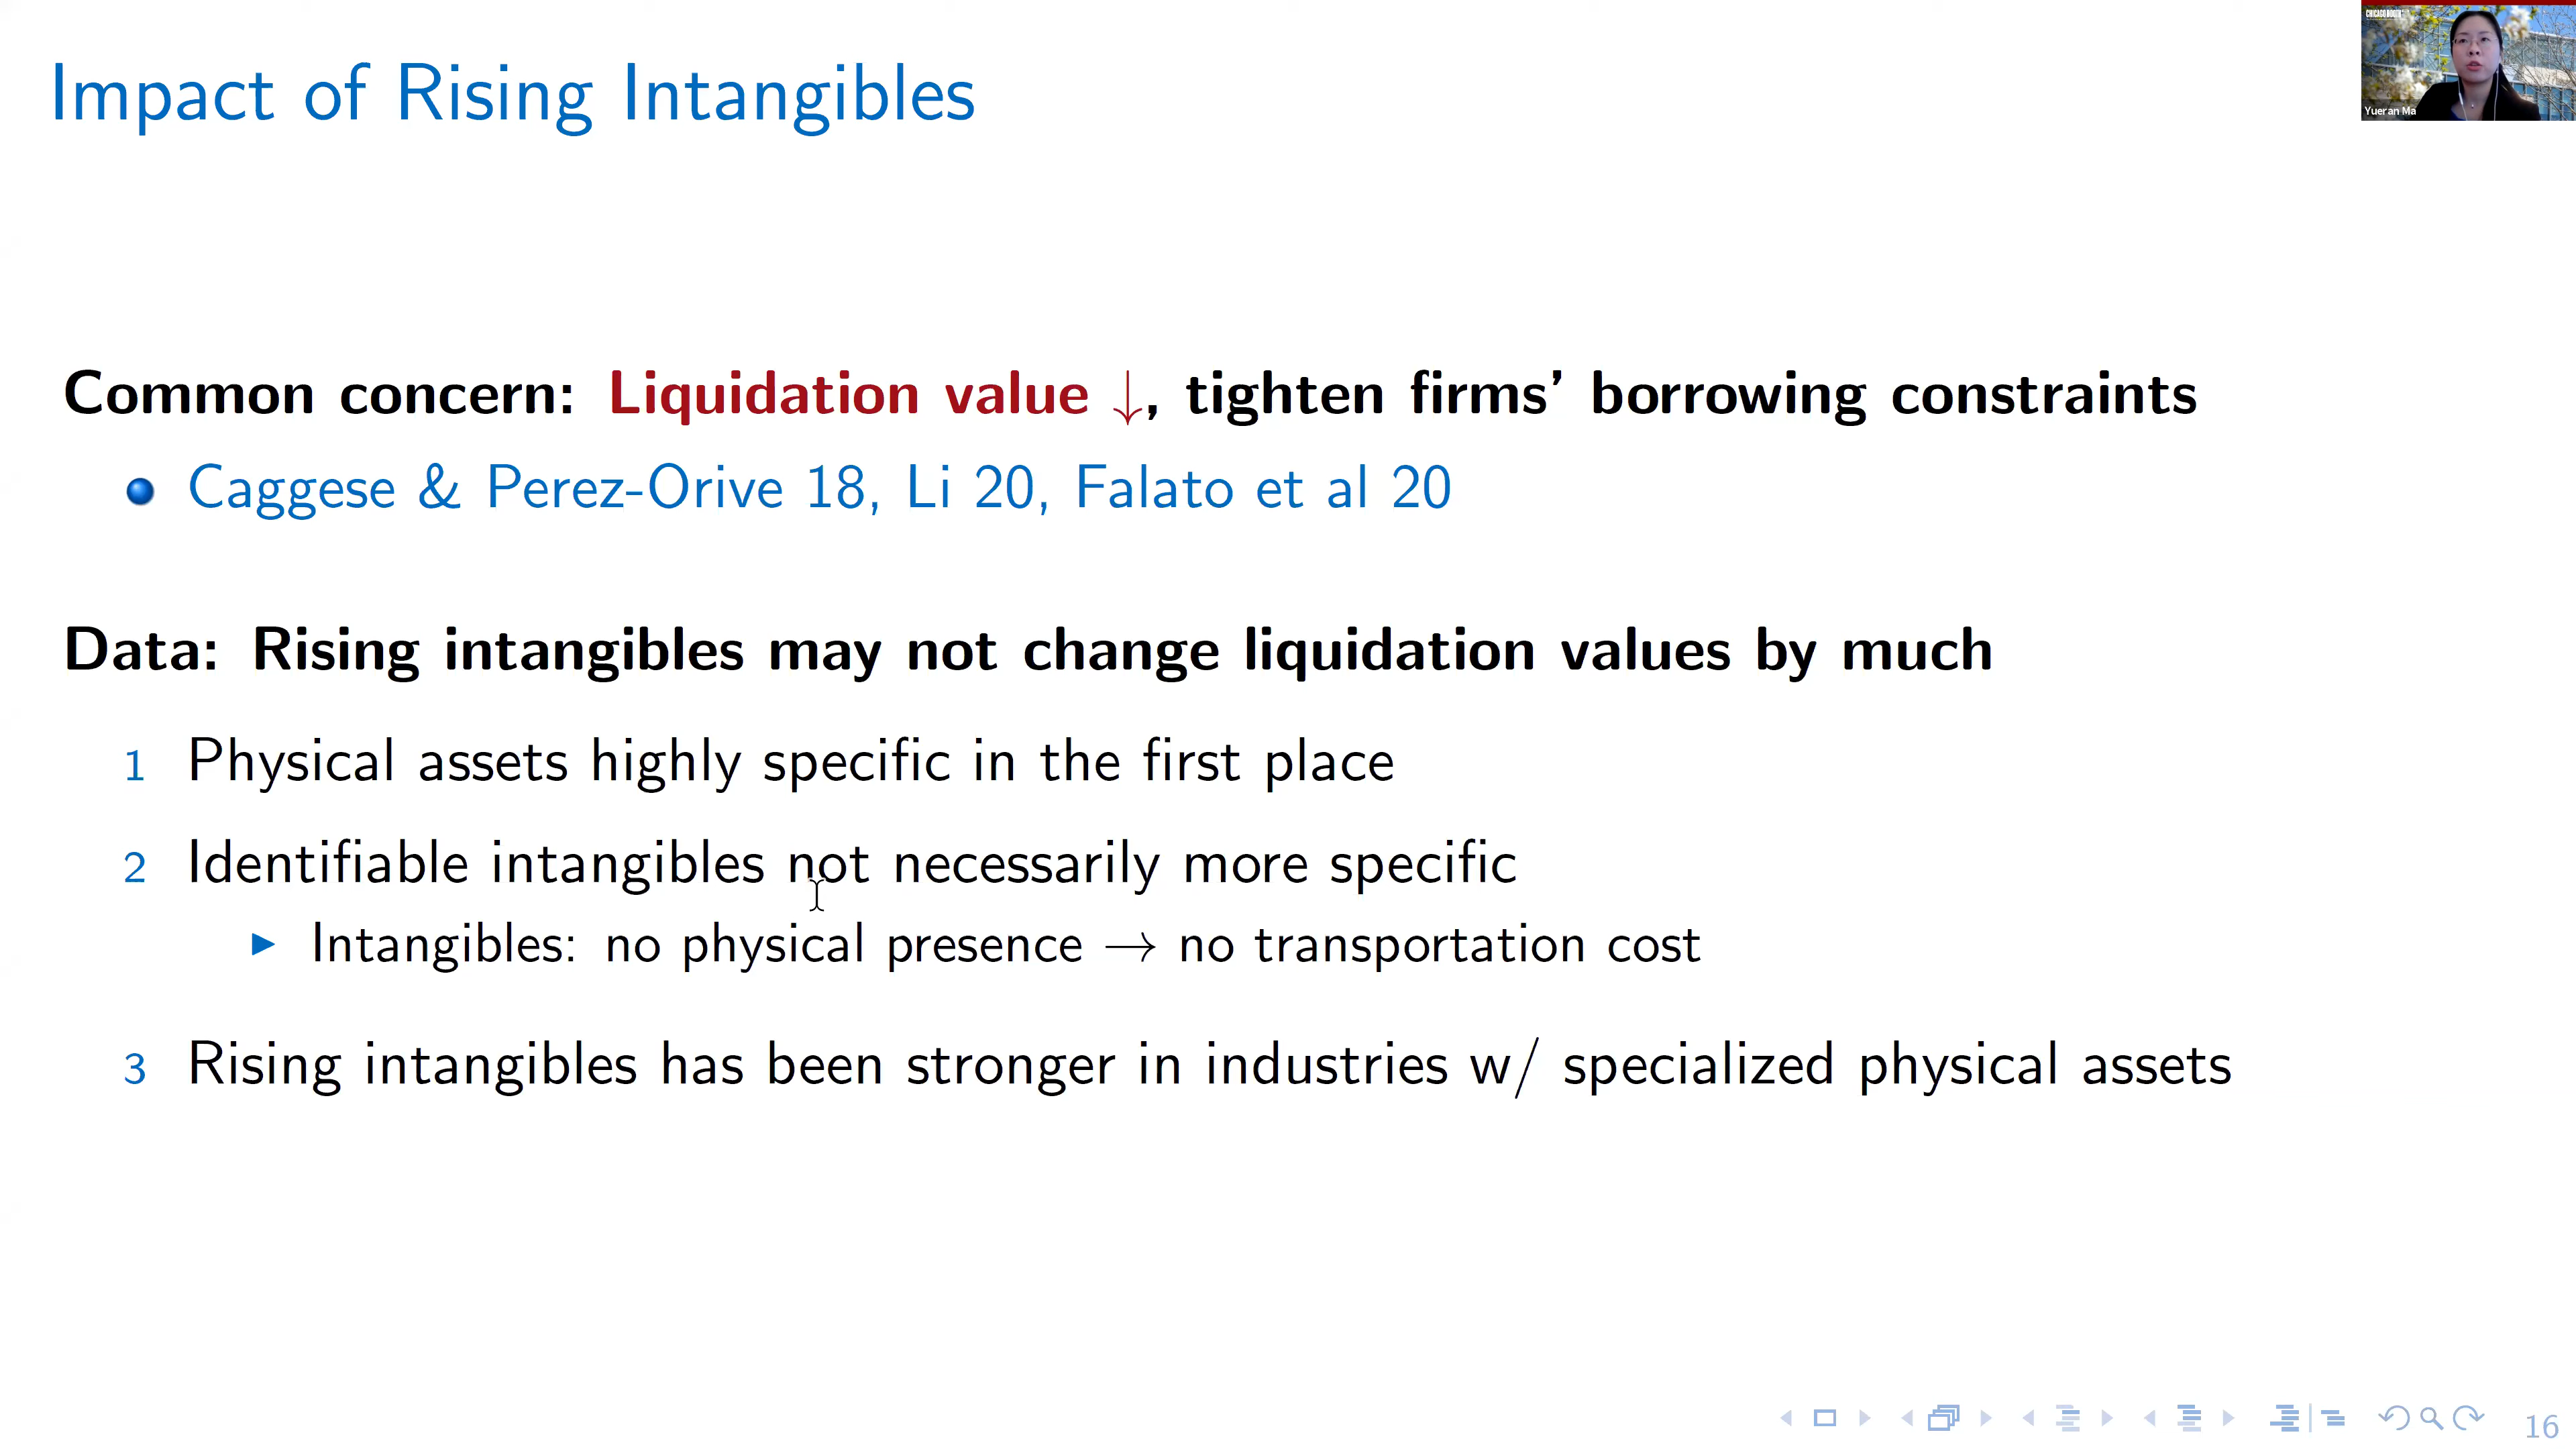 Impact of Rising Intangibles
CHICAGO BOOTH
Yueran Ma
Common concern: Liquidation value ↓, tighten firms' borrowing constraints
Caggese & Perez-Orive 18, Li 20, Falato et al 20
Data: Rising intangibles may not change liquidation values by much
1 Physical assets highly specific in the first place
2 Identifiable intangibles not necessarily more specific
Intangibles: no physical presence → no transportation cost
3 Rising intangibles has been stronger in industries w/ specialized physical assets
16